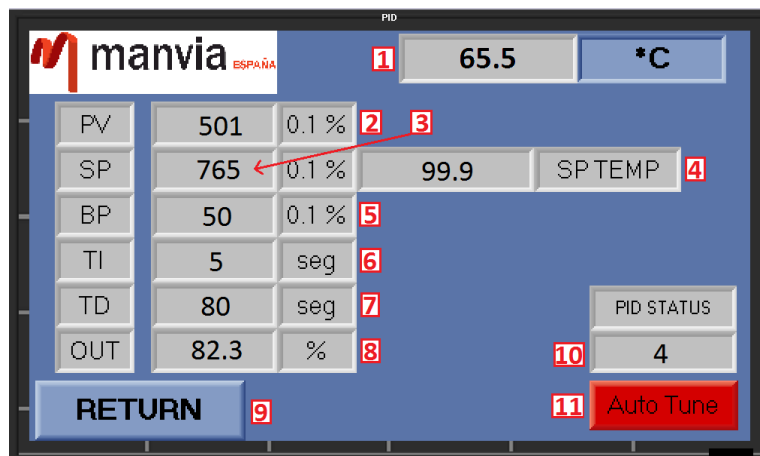 PID
manvia ESPAÑA
1 65.5 *C
PV 501 0.1 % 2 3
SP 765 0.1 % 99.9 SP TEMP 4
BP 50 0.1 % 5
TI 5 seg 6
TD 80 seg 7 PID STATUS
OUT 82.3 % 8 10 4
RETURN 9 11 Auto Tune